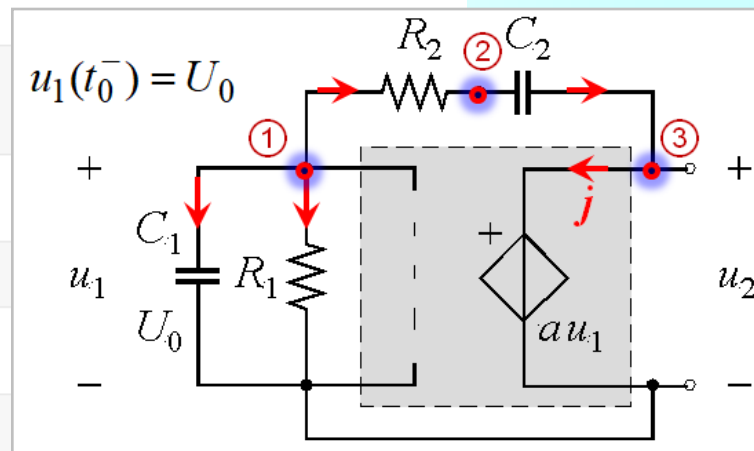 R₂ ② C₂
u₁(t₀⁻) = U₀
① ③
+ + +
j
C₁
u₁ R₁ u₂
U₀ au₁
− −